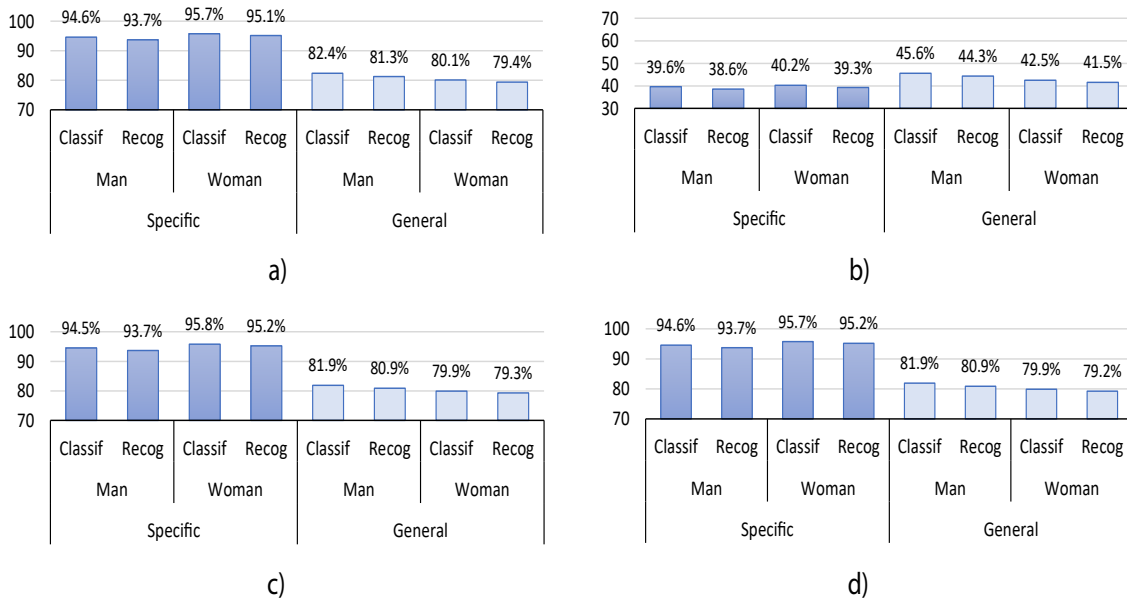 94.6% 93.7% 95.7% 95.1% 82.4% 81.3% 80.1% 79.4%
100
90
80
70
Classif Recog Classif Recog Classif Recog Classif Recog
Man Woman Man Woman
Specific General
a)
39.6% 38.6% 40.2% 39.3% 45.6% 44.3% 42.5% 41.5%
70
60
50
40
30
Classif Recog Classif Recog Classif Recog Classif Recog
Man Woman Man Woman
Specific General
b)
94.5% 93.7% 95.8% 95.2% 81.9% 80.9% 79.9% 79.3%
100
90
80
70
Classif Recog Classif Recog Classif Recog Classif Recog
Man Woman Man Woman
Specific General
c)
94.6% 93.7% 95.7% 95.2% 81.9% 80.9% 79.9% 79.2%
100
90
80
70
Classif Recog Classif Recog Classif Recog Classif Recog
Man Woman Man Woman
Specific General
d)